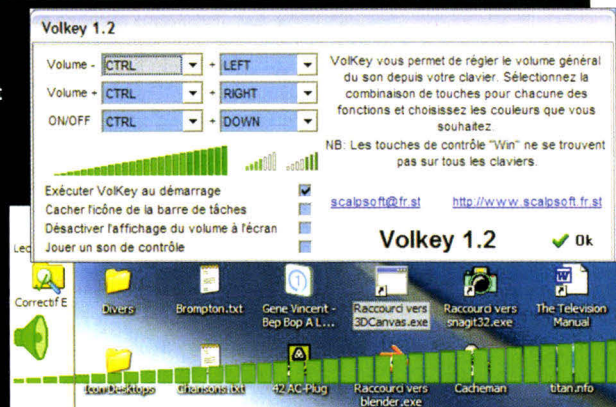 Volkey 1.2
Volume - CTRL + LEFT
Volume + CTRL + RIGHT
ON/OFF CTRL + DOWN
VolKey vous permet de régler le volume général
du son depuis votre clavier. Sélectionnez la
combinaison de touches pour chacune des
fonctions et choisissez les couleurs que vous
souhaitez.
NB: Les touches de contrôle "Win" ne se trouvent
pas sur tous les claviers.
Exécuter VolKey au démarrage
Cacher l'icône de la barre de tâches
Désactiver l'affichage du volume à l'écran
Jouer un son de contrôle
scalpsoft@fr.st http://www.scalpsoft.fr.st
Volkey 1.2
Ok
Lec
Correctif E
Divers
Brompton.txt
Gene Vincent -
Bep Bop A L...
Raccourci vers
3DCanvas.exe
Raccourci vers
snagit32.exe
The Television
Manual
IconDesktops
Chansons.txt
42 AC-Plug
Raccourci vers
blender.exe
Cacheman
titan.nfo